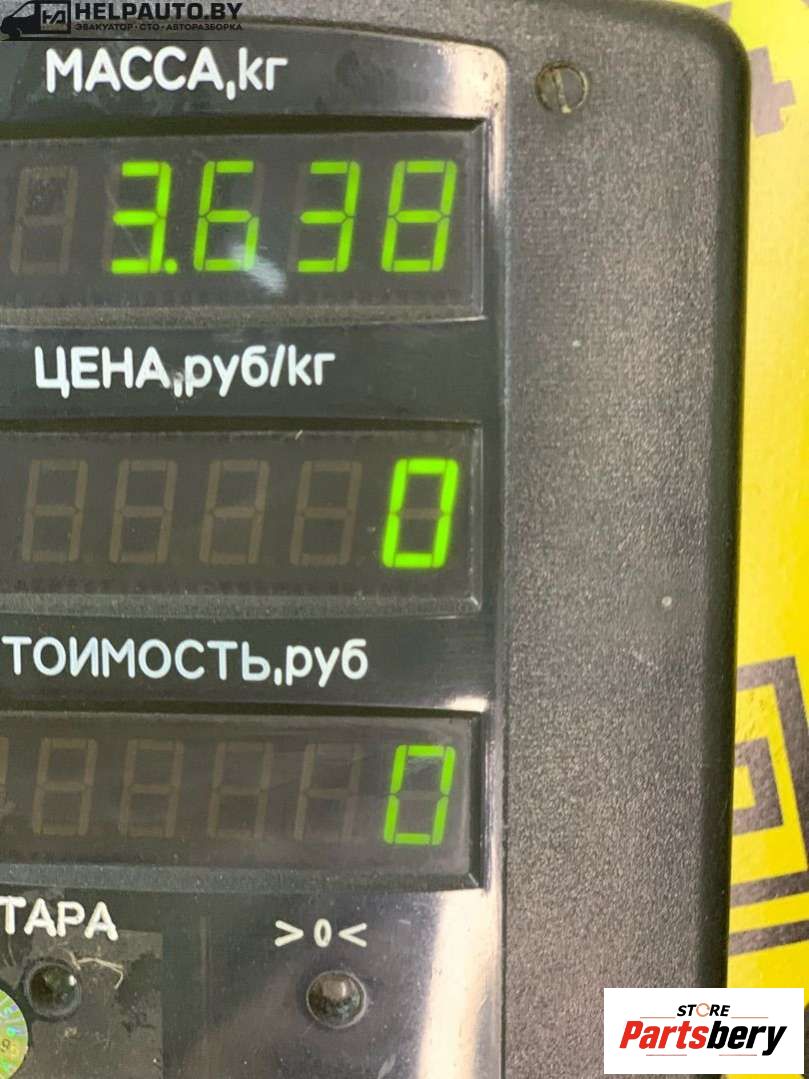 HELPAUTO.BY
ЭВАКУАТОР · СТО · АВТОРАЗБОРКА
МАССА,кг
3.638
ЦЕНА,руб/кг
0
ТОИМОСТЬ,руб
0
ТАРА
>0<
STORE
Partsbery